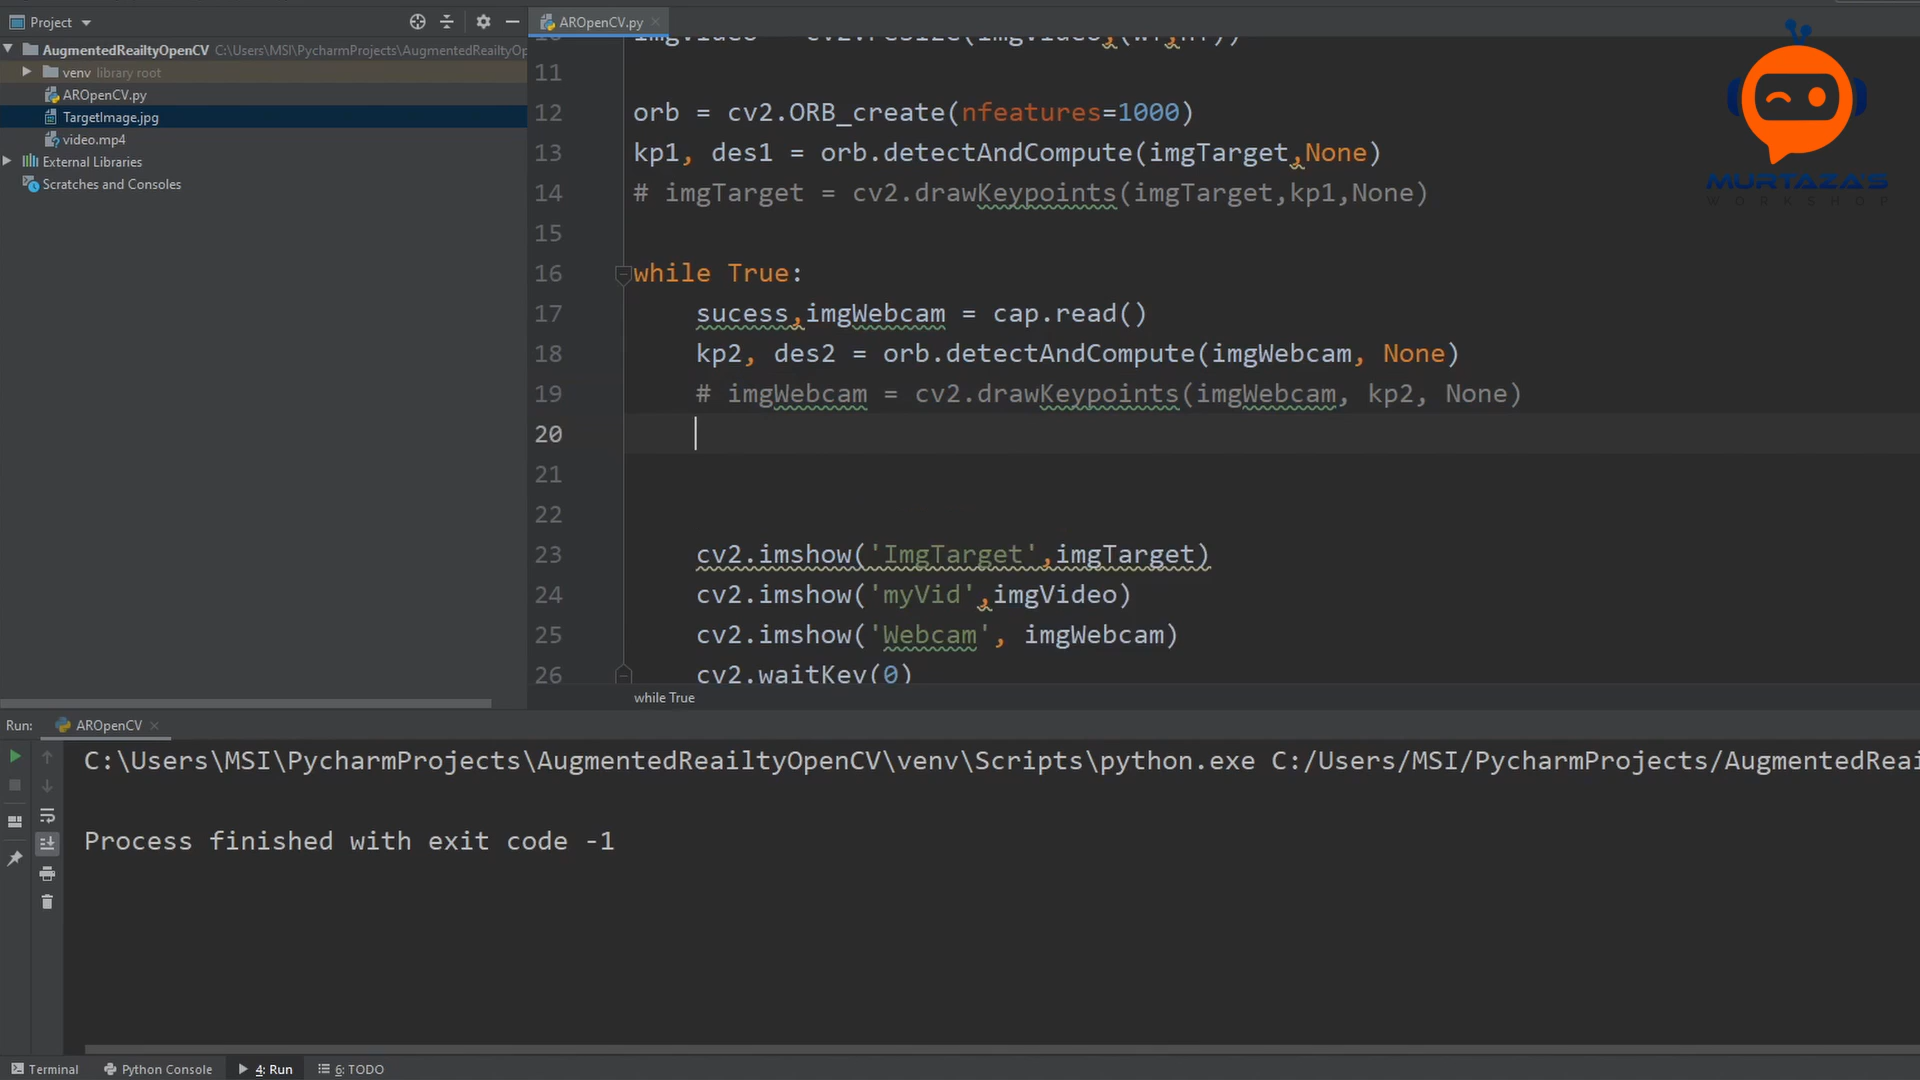 Project
AROpenCV.py
AugmentedReailtyOpenCV C:\Users\MSI\PycharmProjects\AugmentedReailtyOp
venv library root
AROpenCV.py
TargetImage.jpg
video.mp4
External Libraries
Scratches and Consoles
11
12 orb = cv2.ORB_create(nfeatures=1000)
13 kp1, des1 = orb.detectAndCompute(imgTarget,None)
14 # imgTarget = cv2.drawKeypoints(imgTarget,kp1,None)
15
16 while True:
17 sucess,imgWebcam = cap.read()
18 kp2, des2 = orb.detectAndCompute(imgWebcam, None)
19 # imgWebcam = cv2.drawKeypoints(imgWebcam, kp2, None)
20
21
22
23 cv2.imshow('ImgTarget',imgTarget)
24 cv2.imshow('myVid',imgVideo)
25 cv2.imshow('Webcam', imgWebcam)
26 cv2.waitKey(0)
while True
MURTAZA'S
WORKSHOP
Run: AROpenCV
C:\Users\MSI\PycharmProjects\AugmentedReailtyOpenCV\venv\Scripts\python.exe C:/Users/MSI/PycharmProjects/AugmentedReai
Process finished with exit code -1
Terminal Python Console 4: Run 6: TODO